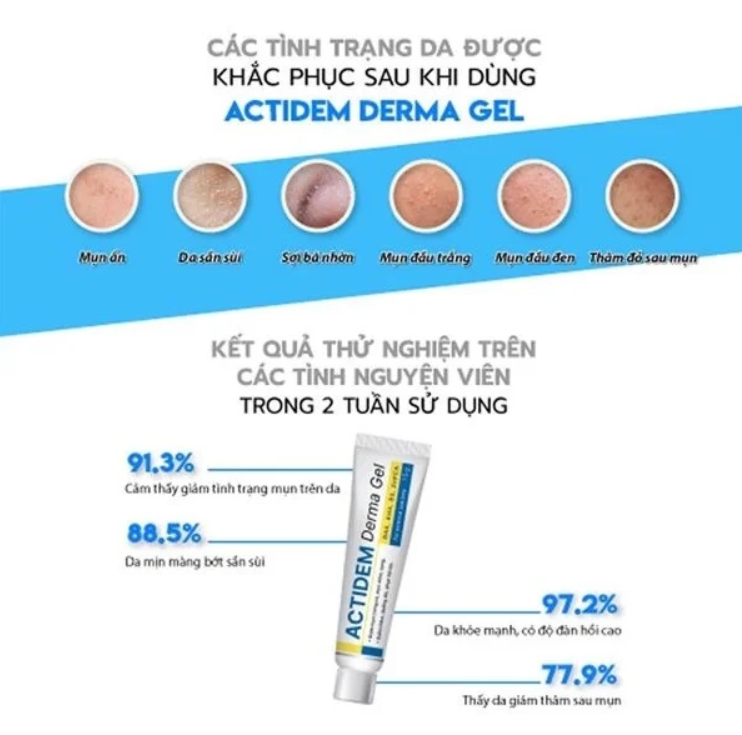 CÁC TÌNH TRẠNG DA ĐƯỢC
KHẮC PHỤC SAU KHI DÙNG
ACTIDEM DERMA GEL
Mụn ẩn
Da sần sùi
Sợi bã nhờn
Mụn đầu trắng
Mụn đầu đen
Thâm đỏ sau mụn
KẾT QUẢ THỬ NGHIỆM TRÊN
CÁC TÌNH NGUYỆN VIÊN
TRONG 2 TUẦN SỬ DỤNG
91.3%
Cảm thấy giảm tình trạng mụn trên da
88.5%
Da mịn màng bớt sần sùi
ACTIDEM Derma Gel
97.2%
Da khỏe mạnh, có độ đàn hồi cao
77.9%
Thấy da giảm thâm sau mụn